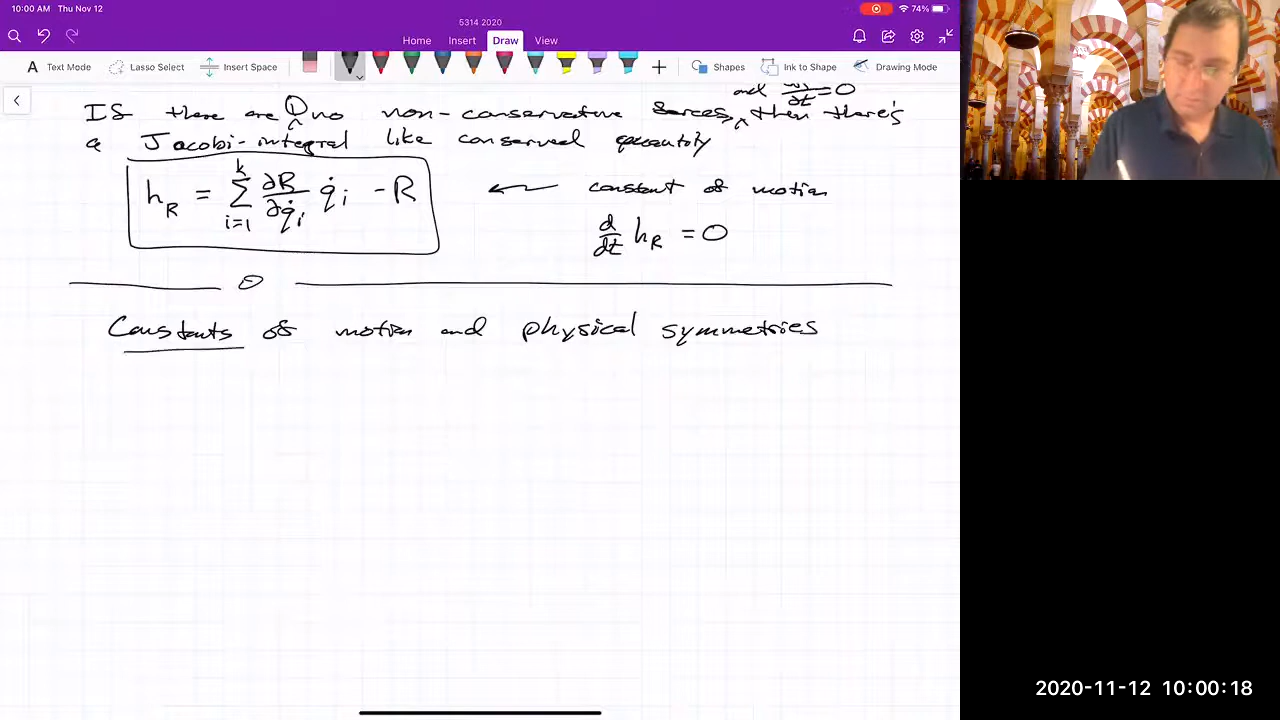 10:00 AM Thu Nov 12
74%
5314 2020
Home Insert Draw View
A Text Mode Lasso Select Insert Space Shapes Ink to Shape Drawing Mode
and ∂t = 0
If there are ① no non-conservative forces, ^ then there's
a Jacobi-integral like conserved quantity
h_R = ∑_{i=1}^{k} ∂R/∂q̇_i q̇_i - R ← constant of motion
d/dt h_R = 0
Constants of motion and physical symmetries
2020-11-12 10:00:18